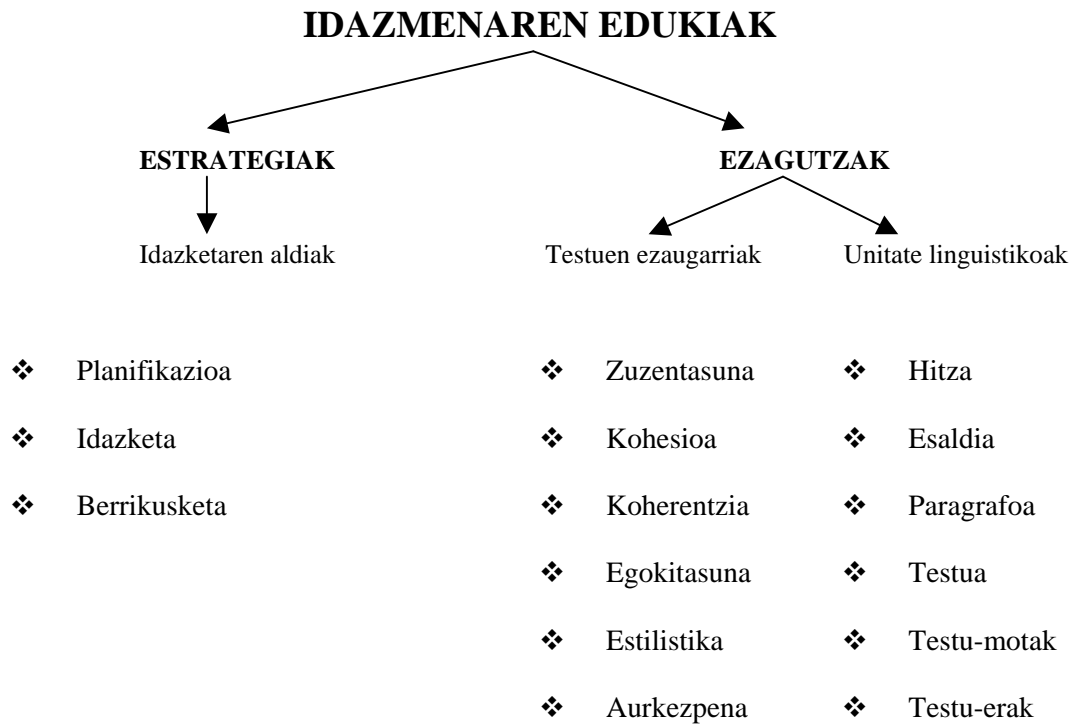 IDAZMENAREN EDUKIAK
ESTRATEGIAK EZAGUTZAK
Idazketaren aldiak Testuen ezaugarriak Unitate linguistikoak
❖ Planifikazioa ❖ Zuzentasuna ❖ Hitza
❖ Idazketa ❖ Kohesioa ❖ Esaldia
❖ Berrikusketa ❖ Koherentzia ❖ Paragrafoa
❖ Egokitasuna ❖ Testua
❖ Estilistika ❖ Testu-motak
❖ Aurkezpena ❖ Testu-erak